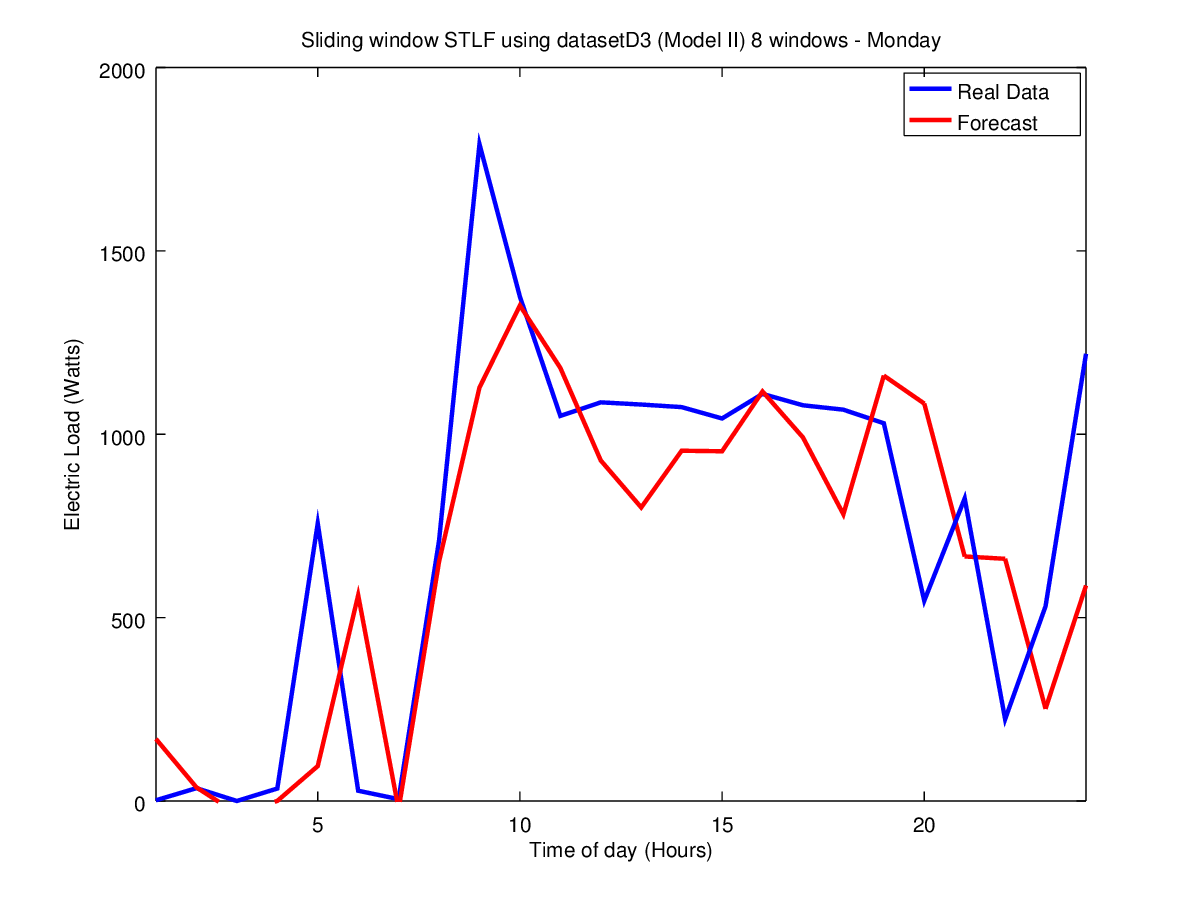 Sliding window STLF using datasetD3 (Model II) 8 windows - Monday
2000
1500
1000
500
0
Electric Load (Watts)
Real Data
Forecast
5 10 15 20
Time of day (Hours)